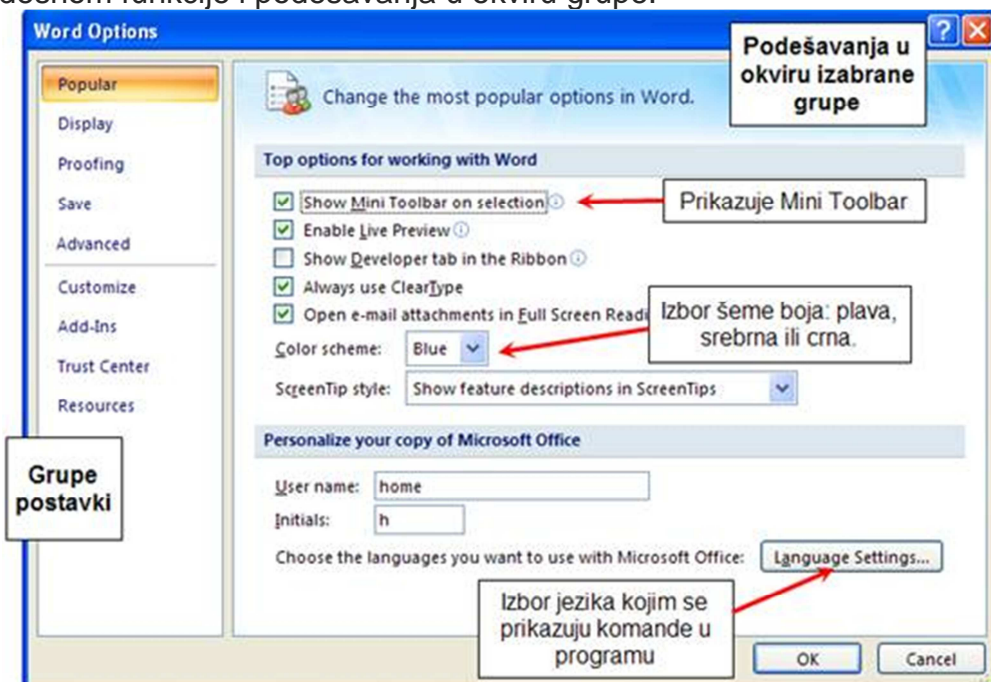 funkcije i podešavanja u okviru grupe.
Word Options
Podešavanja u
okviru izabrane
grupe
Popular
Display
Proofing
Save
Advanced
Customize
Add-Ins
Trust Center
Resources
Grupe
postavki
Change the most popular options in Word.
Top options for working with Word
Show Mini Toolbar on selection
Prikazuje Mini Toolbar
Enable Live Preview
Show Developer tab in the Ribbon
Always use ClearType
Open e-mail attachments in Full Screen Readi
Izbor šeme boja: plava,
srebrna ili crna.
Color scheme: Blue
ScreenTip style: Show feature descriptions in ScreenTips
Personalize your copy of Microsoft Office
User name: home
Initials: h
Choose the languages you want to use with Microsoft Office: Language Settings...
Izbor jezika kojim se
prikazuju komande u
programu
OK Cancel